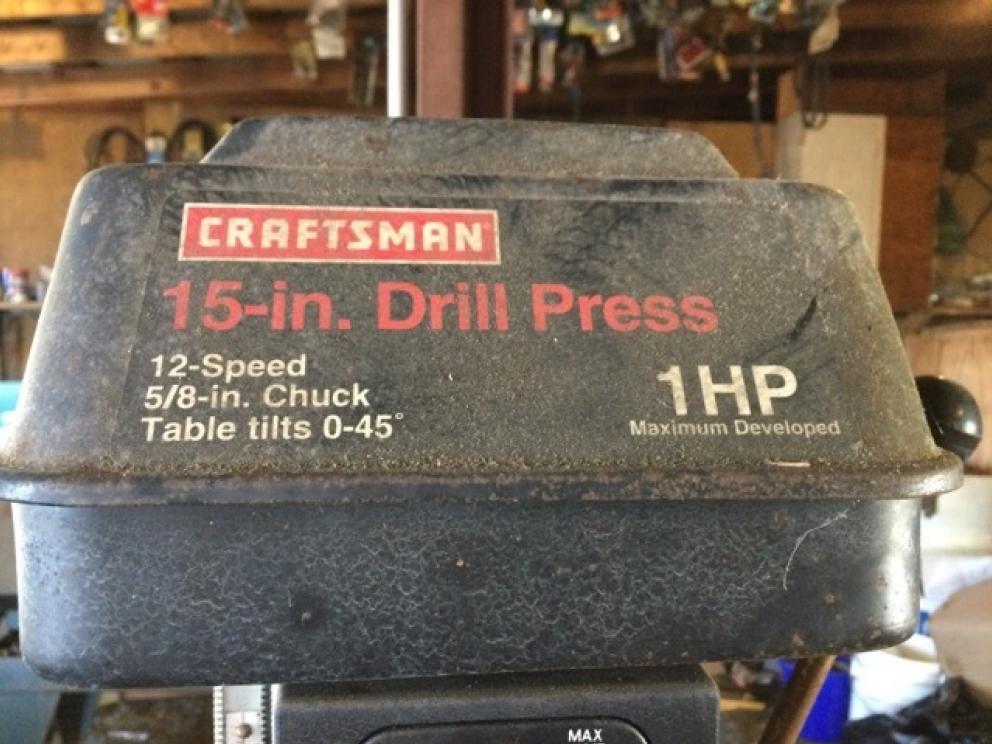 CRAFTSMAN
15-in. Drill Press
12-Speed
5/8-in. Chuck
Table tilts 0-45°
1HP
Maximum Developed
MAX